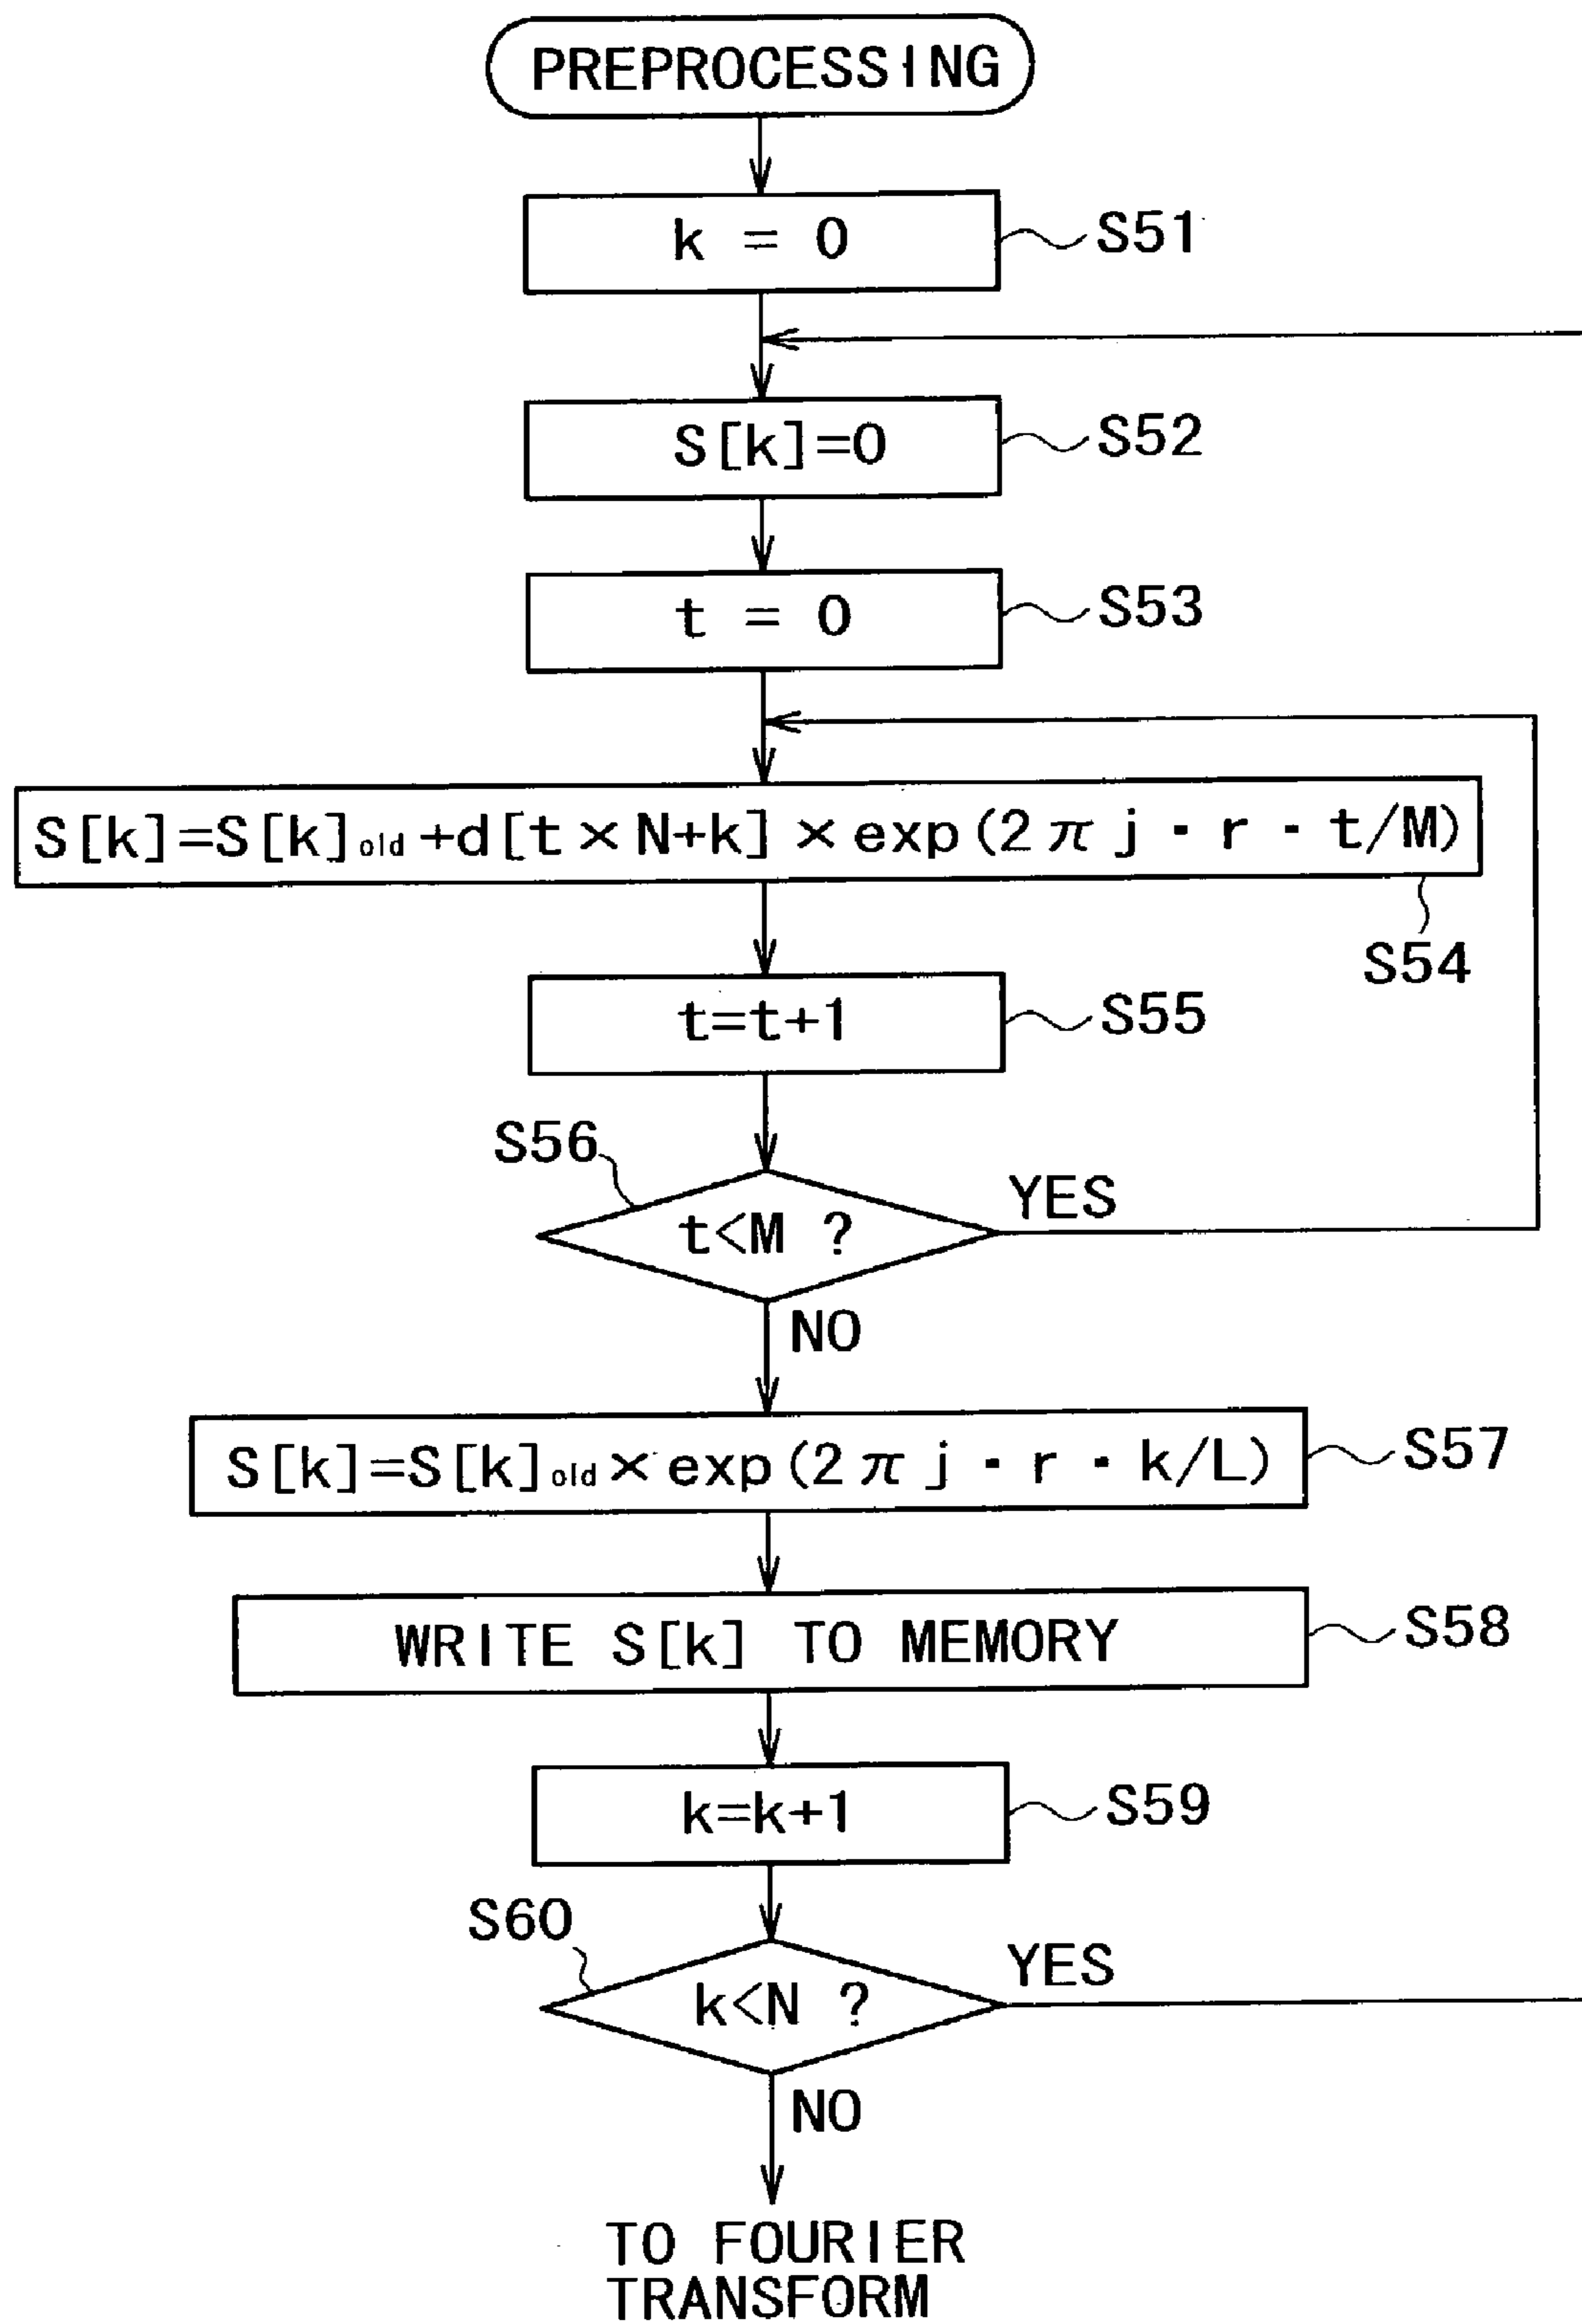 PREPROCESSING
k = 0
S51
S[k]=0
S52
t = 0
S53
S[k]=S[k]old+d[t×N+k]×exp(2πj・r・t/M)
S54
t=t+1
S55
S56
t<M ?
YES
NO
S[k]=S[k]old×exp(2πj・r・k/L)
S57
WRITE S[k] TO MEMORY
S58
k=k+1
S59
S60
k<N ?
YES
NO
TO FOURIER
TRANSFORM